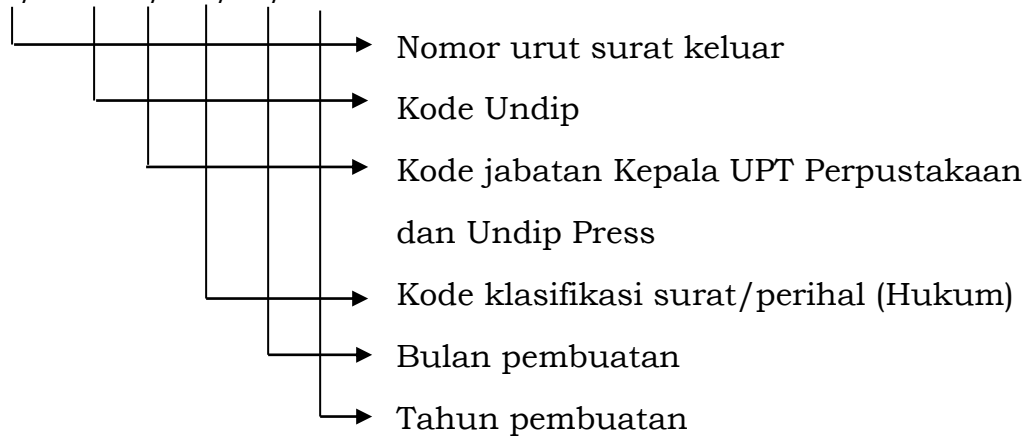 Nomor urut surat keluar
Kode Undip
Kode jabatan Kepala UPT Perpustakaan
dan Undip Press
Kode klasifikasi surat/perihal (Hukum)
Bulan pembuatan
Tahun pembuatan